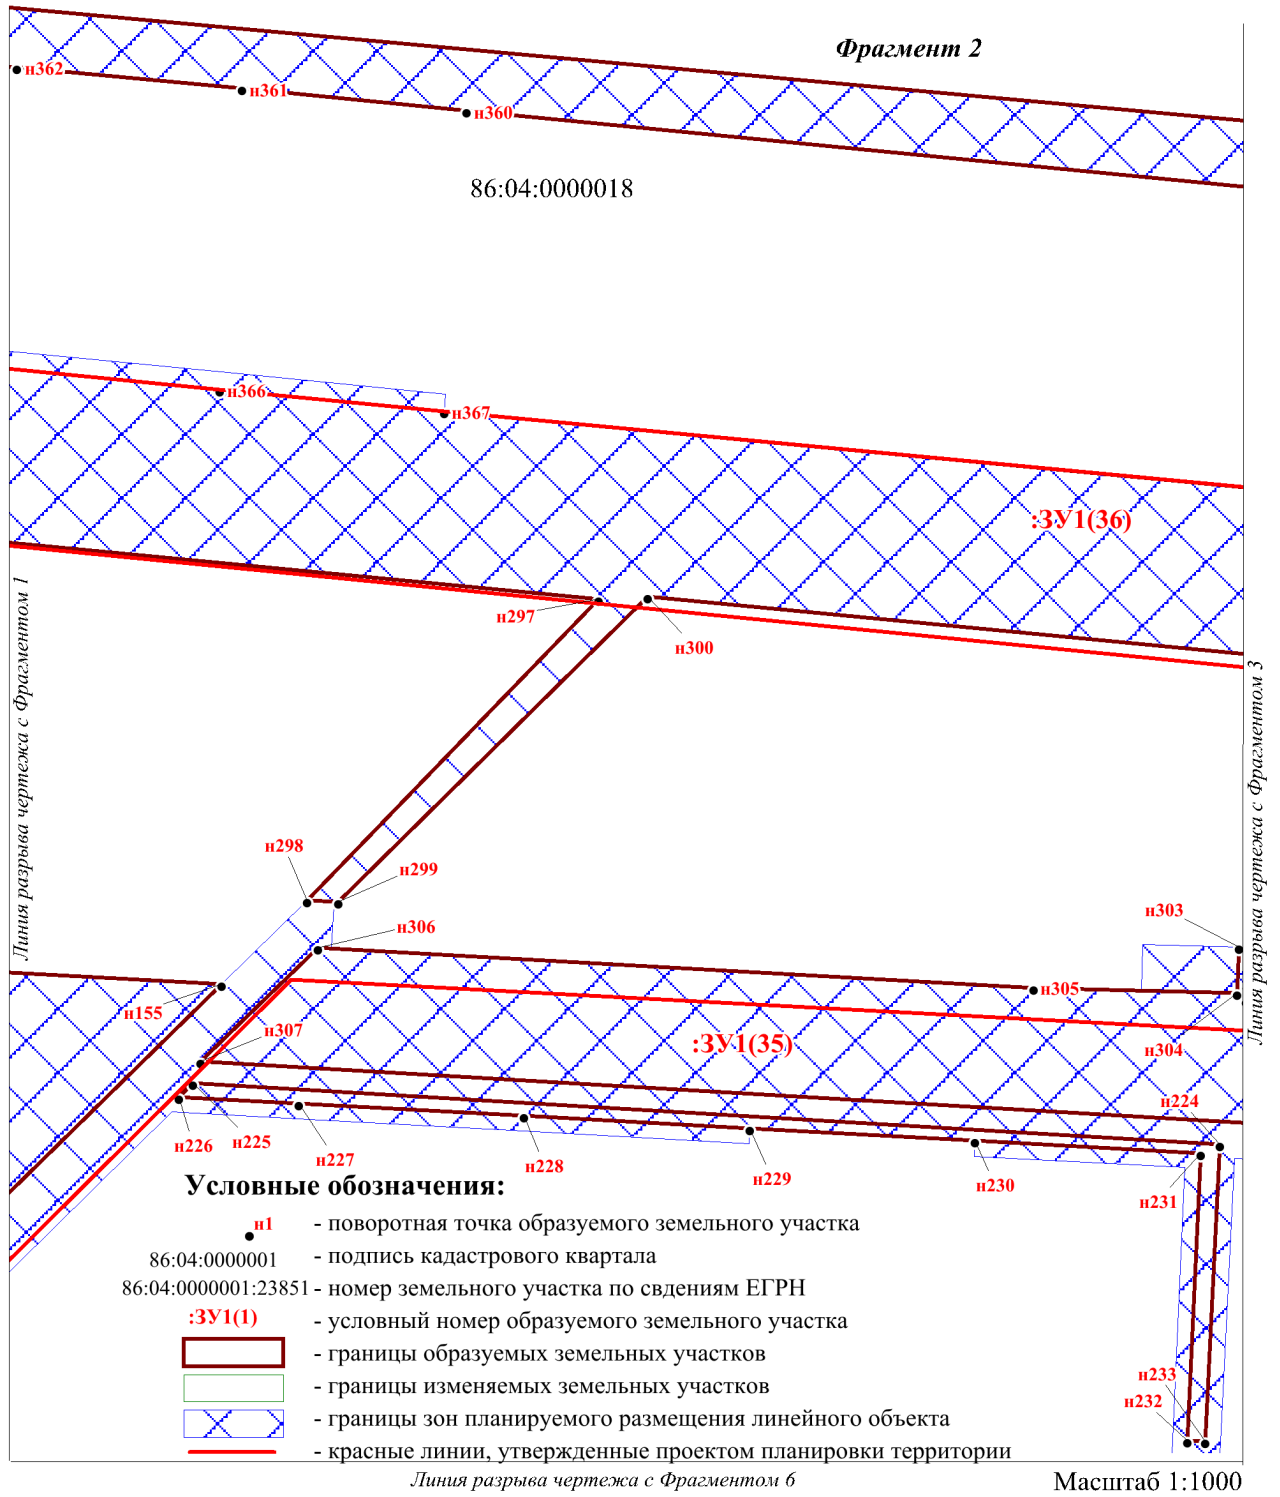 Фрагмент 2
н362
н361
н360
86:04:0000018
н366
н367
:ЗУ1(36)
н297
н300
Линия разрыва чертежа с Фрагментом 1
Линия разрыва чертежа с Фрагментом 3
н298
н299
н303
н306
н155
н305
н307
:ЗУ1(35)
н304
н224
н226
н225
н227
н228
н229
н230
н231
Условные обозначения:
н1 - поворотная точка образуемого земельного участка
86:04:0000001 - подпись кадастрового квартала
86:04:0000001:23851 - номер земельного участка по свдениям ЕГРН
:ЗУ1(1) - условный номер образуемого земельного участка
- границы образуемых земельных участков
- границы изменяемых земельных участков
- границы зон планируемого размещения линейного объекта
- красные линии, утвержденные проектом планировки территории
н233
н232
Линия разрыва чертежа с Фрагментом 6
Масштаб 1:1000